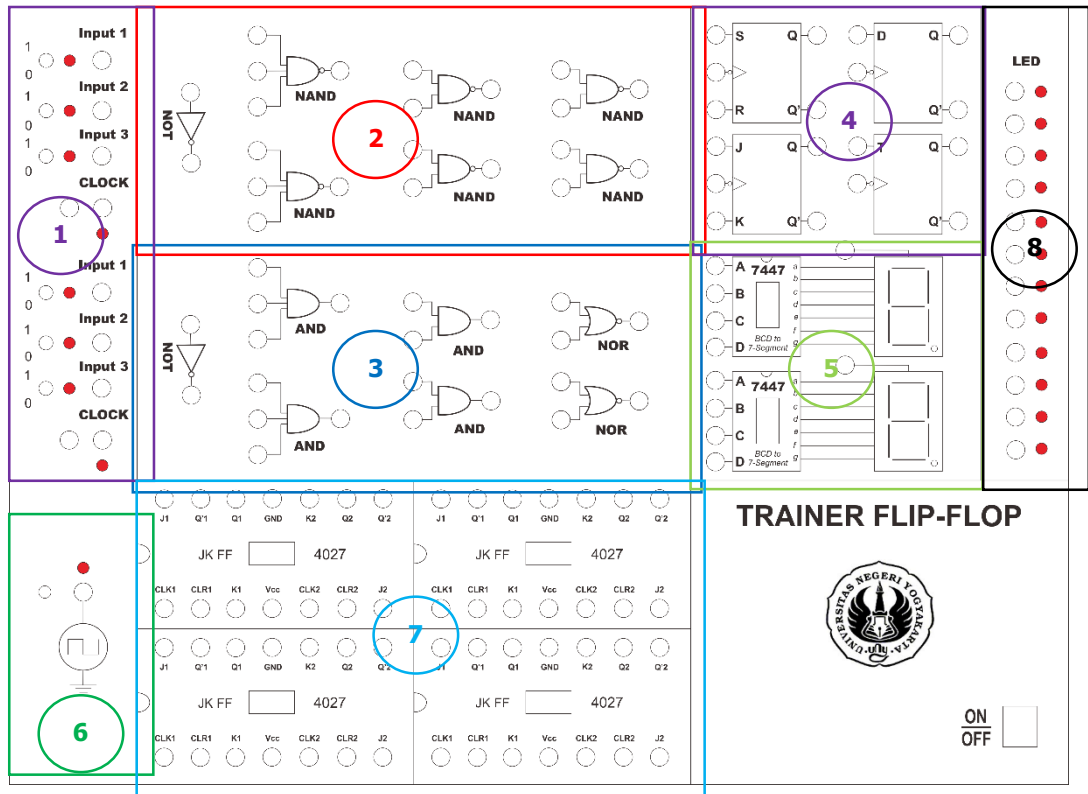 Input 1
1
0
Input 2
1
0
Input 3
1
0
CLOCK
1
Input 1
1
0
Input 2
1
0
Input 3
1
0
CLOCK
NOT
NAND
NAND
NAND
NAND
NAND
NAND
2
NOT
AND
AND
AND
AND
NOR
NOR
3
S Q
R Q'
D Q
Q'
J Q
K Q'
T Q
Q'
4
A 7447 a
b
B c
C d
e
f
D BCD to g
7-Segment
A 7447 a
b
B c
C d
e
f
D BCD to g
7-Segment
5
LED
8
6
J1 Q'1 Q1 GND K2 Q2 Q'2
JK FF 4027
CLK1 CLR1 K1 Vcc CLK2 CLR2 J2
J1 Q'1 Q1 GND K2 Q2 Q'2
JK FF 4027
CLK1 CLR1 K1 Vcc CLK2 CLR2 J2
7
J1 Q'1 Q1 GND K2 Q2 Q'2
JK FF 4027
CLK1 CLR1 K1 Vcc CLK2 CLR2 J2
J1 Q'1 Q1 GND K2 Q2 Q'2
JK FF 4027
CLK1 CLR1 K1 Vcc CLK2 CLR2 J2
TRAINER FLIP-FLOP
UNIVERSITAS NEGERI YOGYAKARTA
ON
OFF